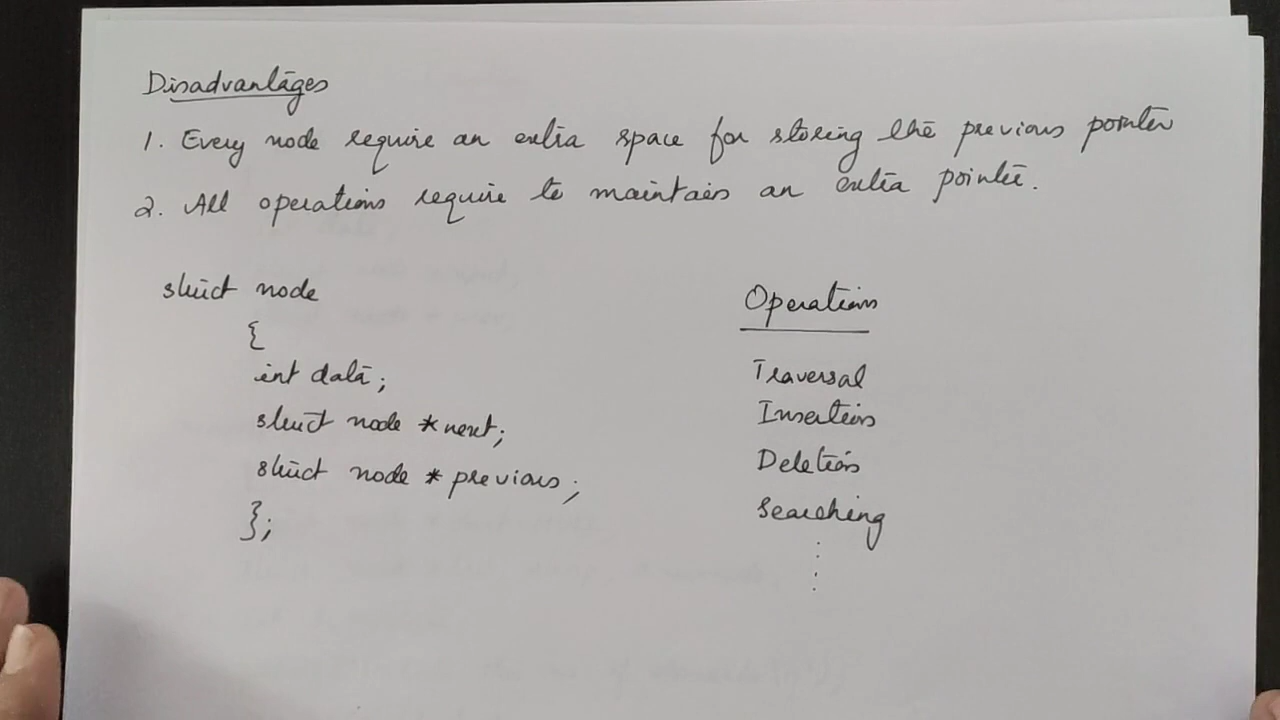 Disadvantages
1. Every node require an extra space for storing the previous pointer
2. All operations require to maintain an extra pointer.
struct node
{
int data;
struct node *next;
struct node *previous;
};
Operations
Traversal
Insertion
Deletion
Searching